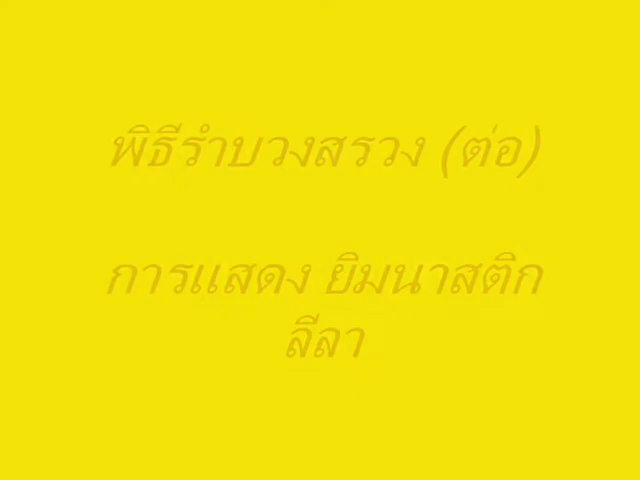 พิธีรำบวงสรวง (ต่อ)
การแสดง ยิมนาสติก
ลีลา